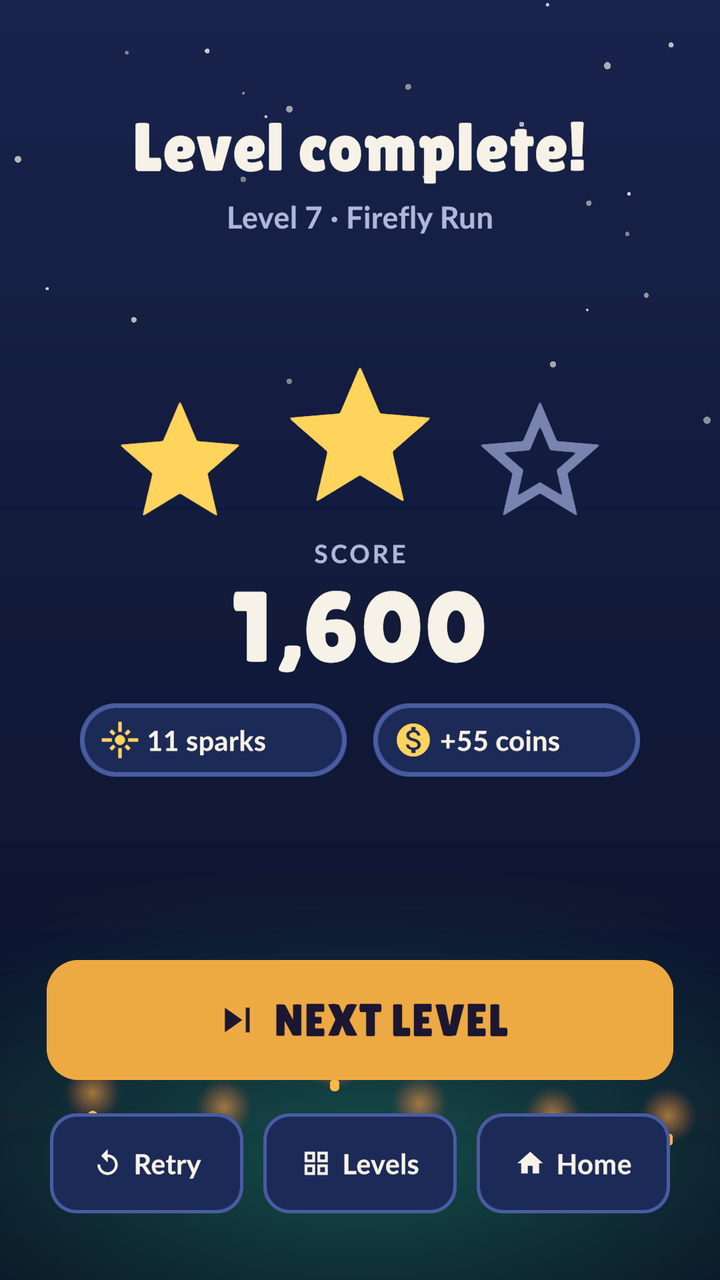 Level complete!
Level 7 · Firefly Run
SCORE
1,600
11 sparks
+55 coins
NEXT LEVEL
Retry
Levels
Home